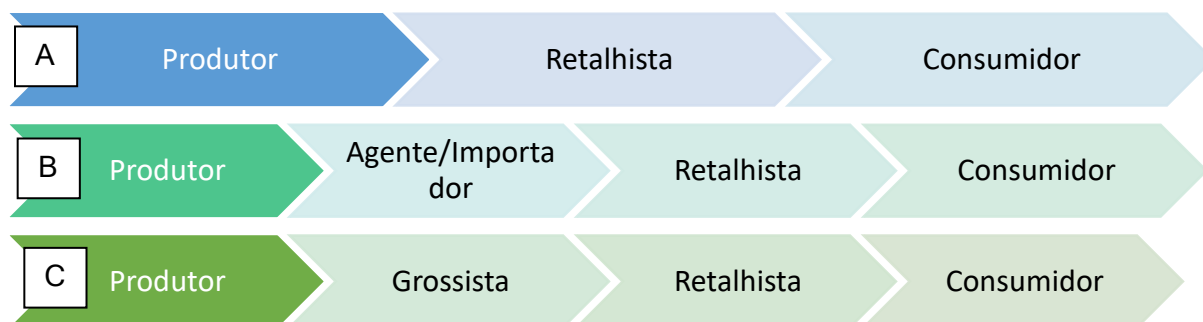 A Produtor Retalhista Consumidor
B Produtor Agente/Importa
dor Retalhista Consumidor
C Produtor Grossista Retalhista Consumidor